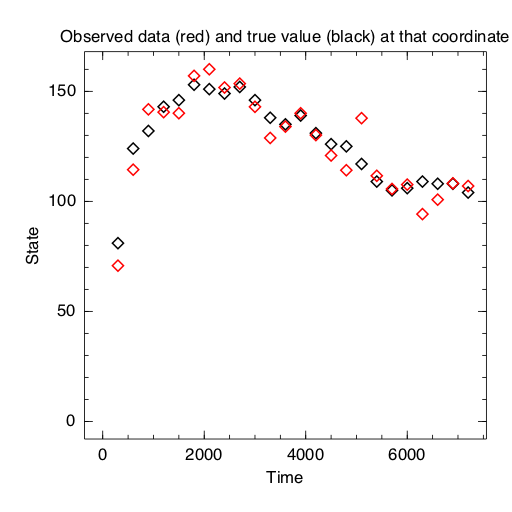 Observed data (red) and true value (black) at that coordinate
150
100
50
0
State
0 2000 4000 6000
Time